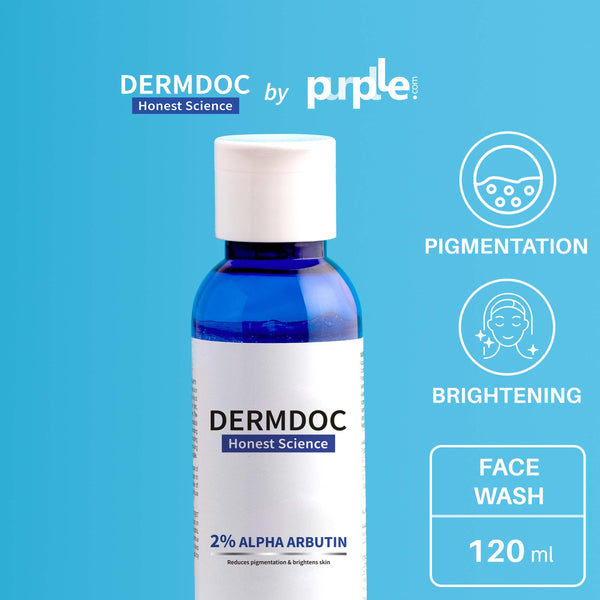 DERMDOC
Honest Science
by
purplle.com
PIGMENTATION
BRIGHTENING
DERMDOC
Honest Science
2% ALPHA ARBUTIN
Reduces pigmentation & brightens skin
FACE
WASH
120 ml